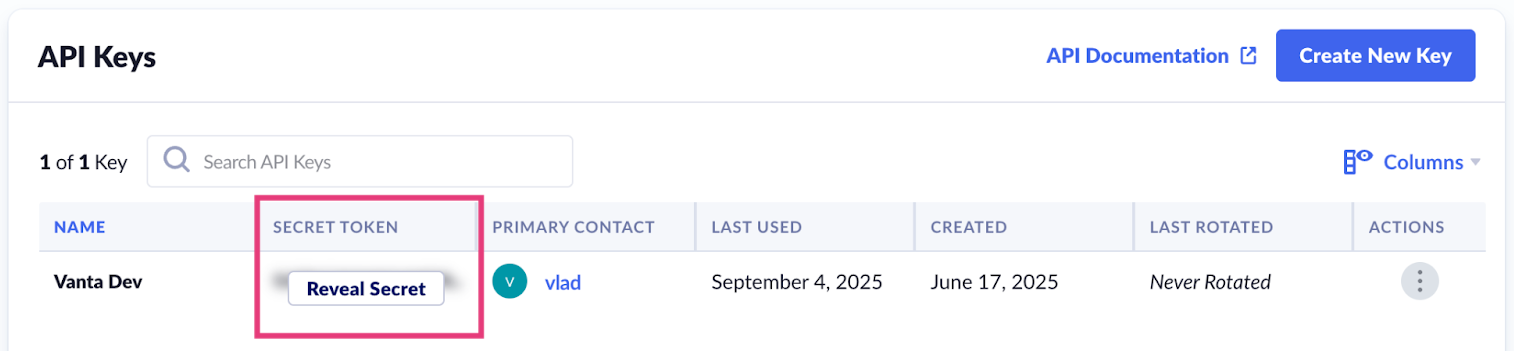 API Keys
API Documentation
Create New Key
1 of 1 Key
Search API Keys
Columns
NAME
SECRET TOKEN
PRIMARY CONTACT
LAST USED
CREATED
LAST ROTATED
ACTIONS
Vanta Dev
Reveal Secret
V
vlad
September 4, 2025
June 17, 2025
Never Rotated